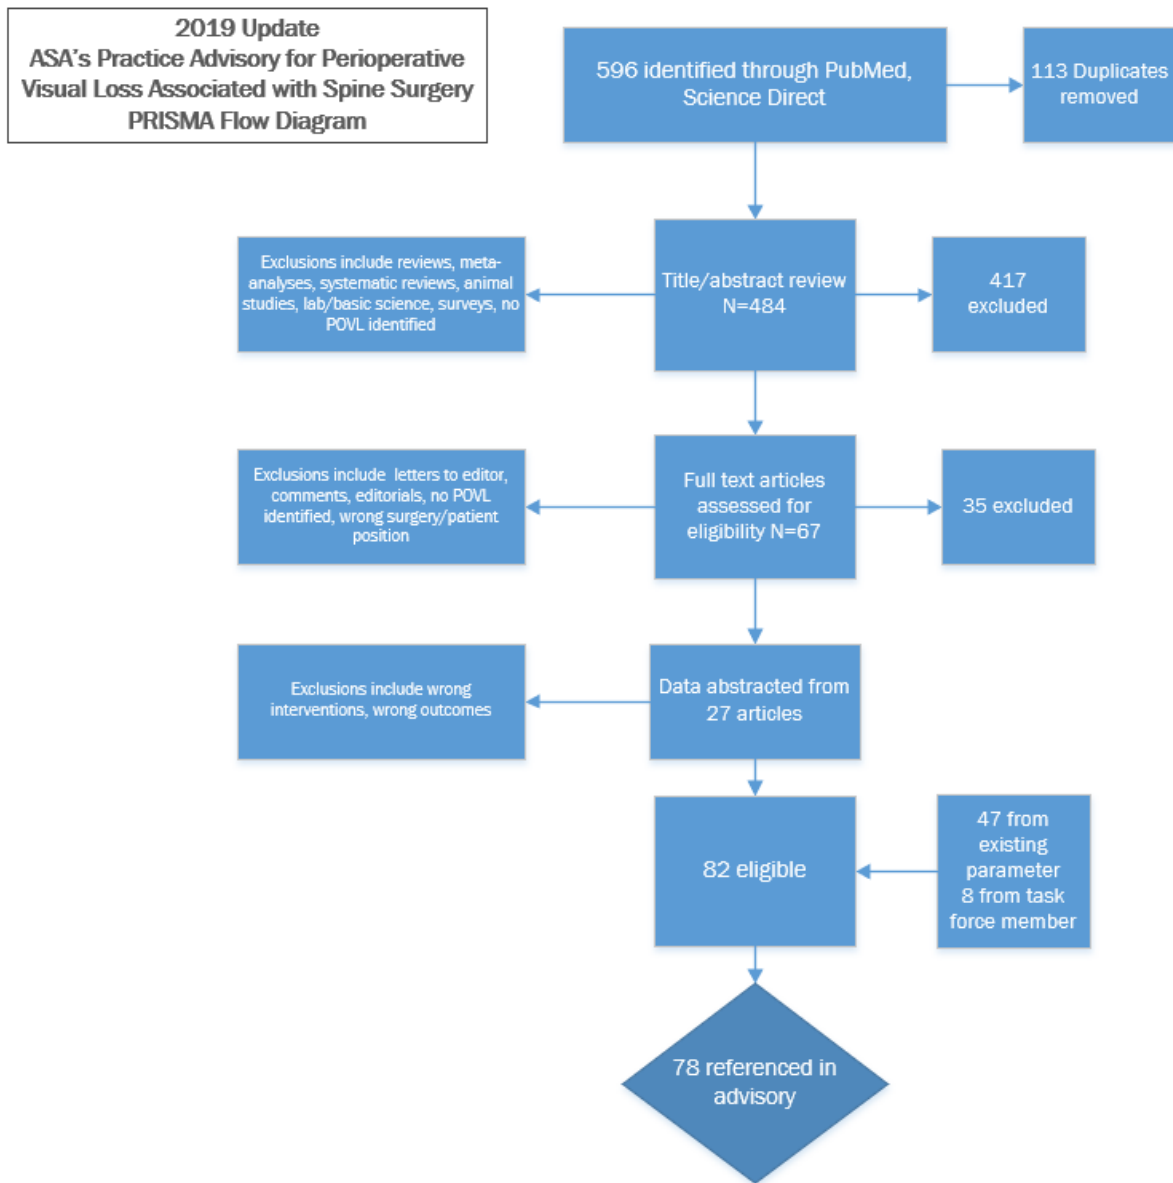 2019 Update
ASA's Practice Advisory for Perioperative
Visual Loss Associated with Spine Surgery
PRISMA Flow Diagram
596 identified through PubMed,
Science Direct
113 Duplicates
removed
Exclusions include reviews, meta-
analyses, systematic reviews, animal
studies, lab/basic science, surveys, no
POVL identified
Title/abstract review
N=484
417
excluded
Exclusions include letters to editor,
comments, editorials, no POVL
identified, wrong surgery/patient
position
Full text articles
assessed for
eligibility N=67
35 excluded
Exclusions include wrong
interventions, wrong outcomes
Data abstracted from
27 articles
82 eligible
47 from
existing
parameter
8 from task
force member
78 referenced in
advisory